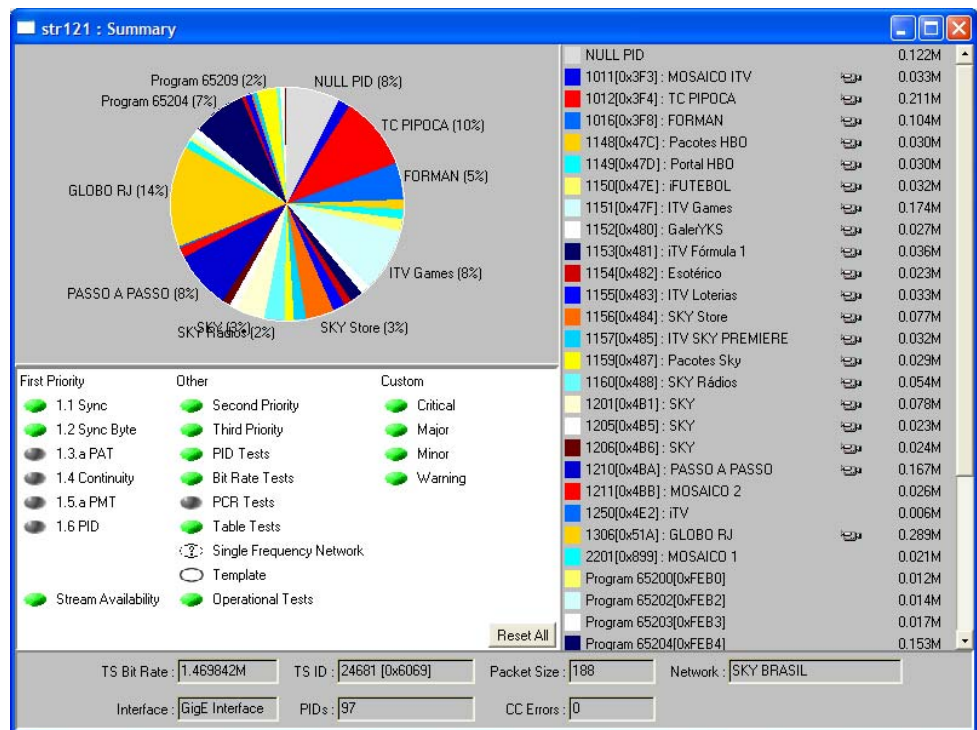 str121 : Summary
Program 65209 (2%)
NULL PID (8%)
Program 65204 (7%)
TC PIPOCA (10%)
FORMAN (5%)
GLOBO RJ (14%)
ITV Games (8%)
PASSO A PASSO (8%)
SKY (3%)
SKY Rádios (2%)
SKY Store (3%)
NULL PID 0.122M
1011[0x3F3] : MOSAICO ITV 0.033M
1012[0x3F4] : TC PIPOCA 0.211M
1016[0x3F8] : FORMAN 0.104M
1148[0x47C] : Pacotes HBO 0.030M
1149[0x47D] : Portal HBO 0.030M
1150[0x47E] : iFUTEBOL 0.032M
1151[0x47F] : ITV Games 0.174M
1152[0x480] : GalerYKS 0.027M
1153[0x481] : iTV Fórmula 1 0.036M
1154[0x482] : Esotérico 0.023M
1155[0x483] : ITV Loterias 0.033M
1156[0x484] : SKY Store 0.077M
1157[0x485] : ITV SKY PREMIERE 0.032M
1159[0x487] : Pacotes Sky 0.029M
1160[0x488] : SKY Rádios 0.054M
1201[0x4B1] : SKY 0.078M
1205[0x4B5] : SKY 0.023M
1206[0x4B6] : SKY 0.024M
1210[0x4BA] : PASSO A PASSO 0.167M
1211[0x4BB] : MOSAICO 2 0.026M
1250[0x4E2] : iTV 0.006M
1306[0x51A] : GLOBO RJ 0.289M
2201[0x899] : MOSAICO 1 0.021M
Program 65200[0xFEB0] 0.012M
Program 65202[0xFEB2] 0.014M
Program 65203[0xFEB3] 0.017M
Program 65204[0xFEB4] 0.153M
First Priority Other Custom
1.1 Sync Second Priority Critical
1.2 Sync Byte Third Priority Major
1.3.a PAT PID Tests Minor
1.4 Continuity Bit Rate Tests Warning
1.5.a PMT PCR Tests
1.6 PID Table Tests
(?) Single Frequency Network
Template
Stream Availability Operational Tests
Reset All
TS Bit Rate : 1.469842M TS ID : 24681 [0x6069] Packet Size : 188 Network : SKY BRASIL
Interface : GigE Interface PIDs : 97 CC Errors : 0